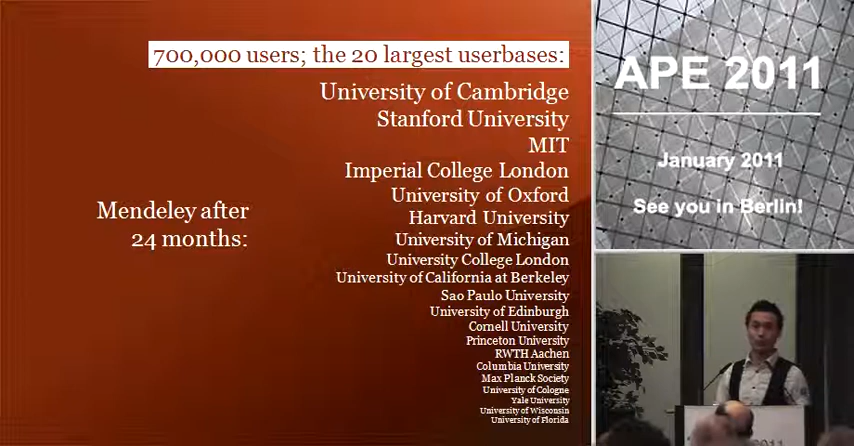 700,000 users; the 20 largest userbases:
Mendeley after
24 months:
University of Cambridge
Stanford University
MIT
Imperial College London
University of Oxford
Harvard University
University of Michigan
University College London
University of California at Berkeley
Sao Paulo University
University of Edinburgh
Cornell University
Princeton University
RWTH Aachen
Columbia University
Max Planck Society
University of Cologne
Yale University
University of Wisconsin
University of Florida
APE 2011
January 2011
See you in Berlin!